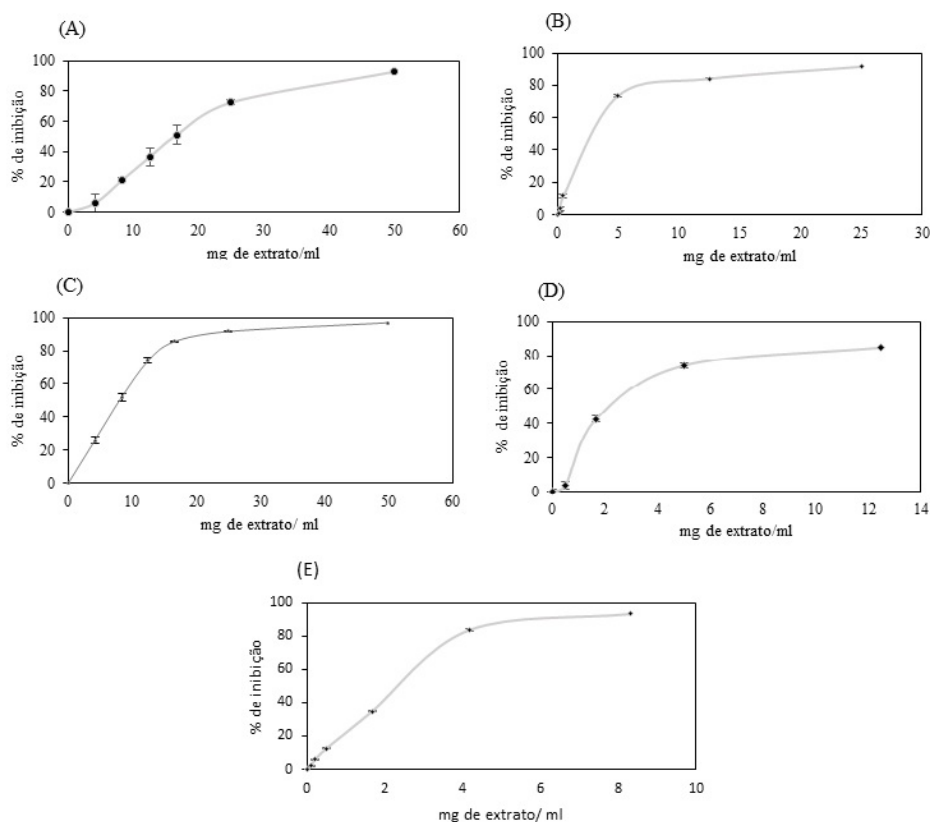 (A)
% de inibição
100
80
60
40
20
0
0 10 20 30 40 50 60
mg de extrato/ml
(B)
% de inibição
100
80
60
40
20
0
0 5 10 15 20 25 30
mg de extrato/ml
(C)
% de inibição
100
80
60
40
20
0
0 10 20 30 40 50 60
mg de extrato/ ml
(D)
% de inibição
100
80
60
40
20
0
0 2 4 6 8 10 12 14
mg de extrato/ml
(E)
% de inibição
100
80
60
40
20
0
0 2 4 6 8 10
mg de extrato/ ml